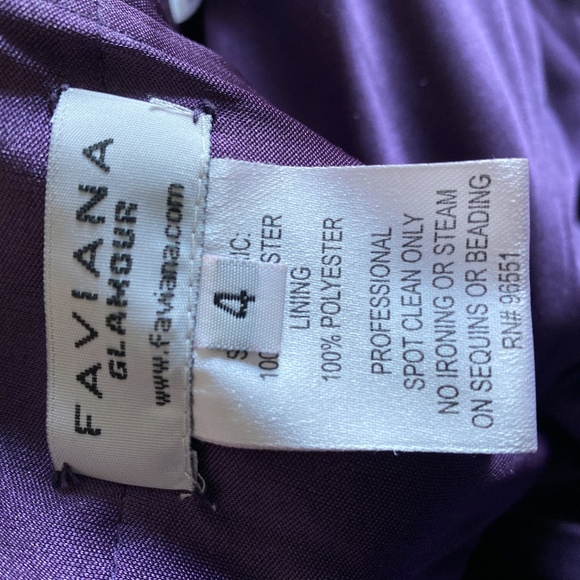 FAVIANA
GLAMOUR
www.faviana.com
4
LINING
100% POLYESTER
PROFESSIONAL
SPOT CLEAN ONLY
NO IRONING OR STEAM
ON SEQUINS OR BEADING
RN# 96551